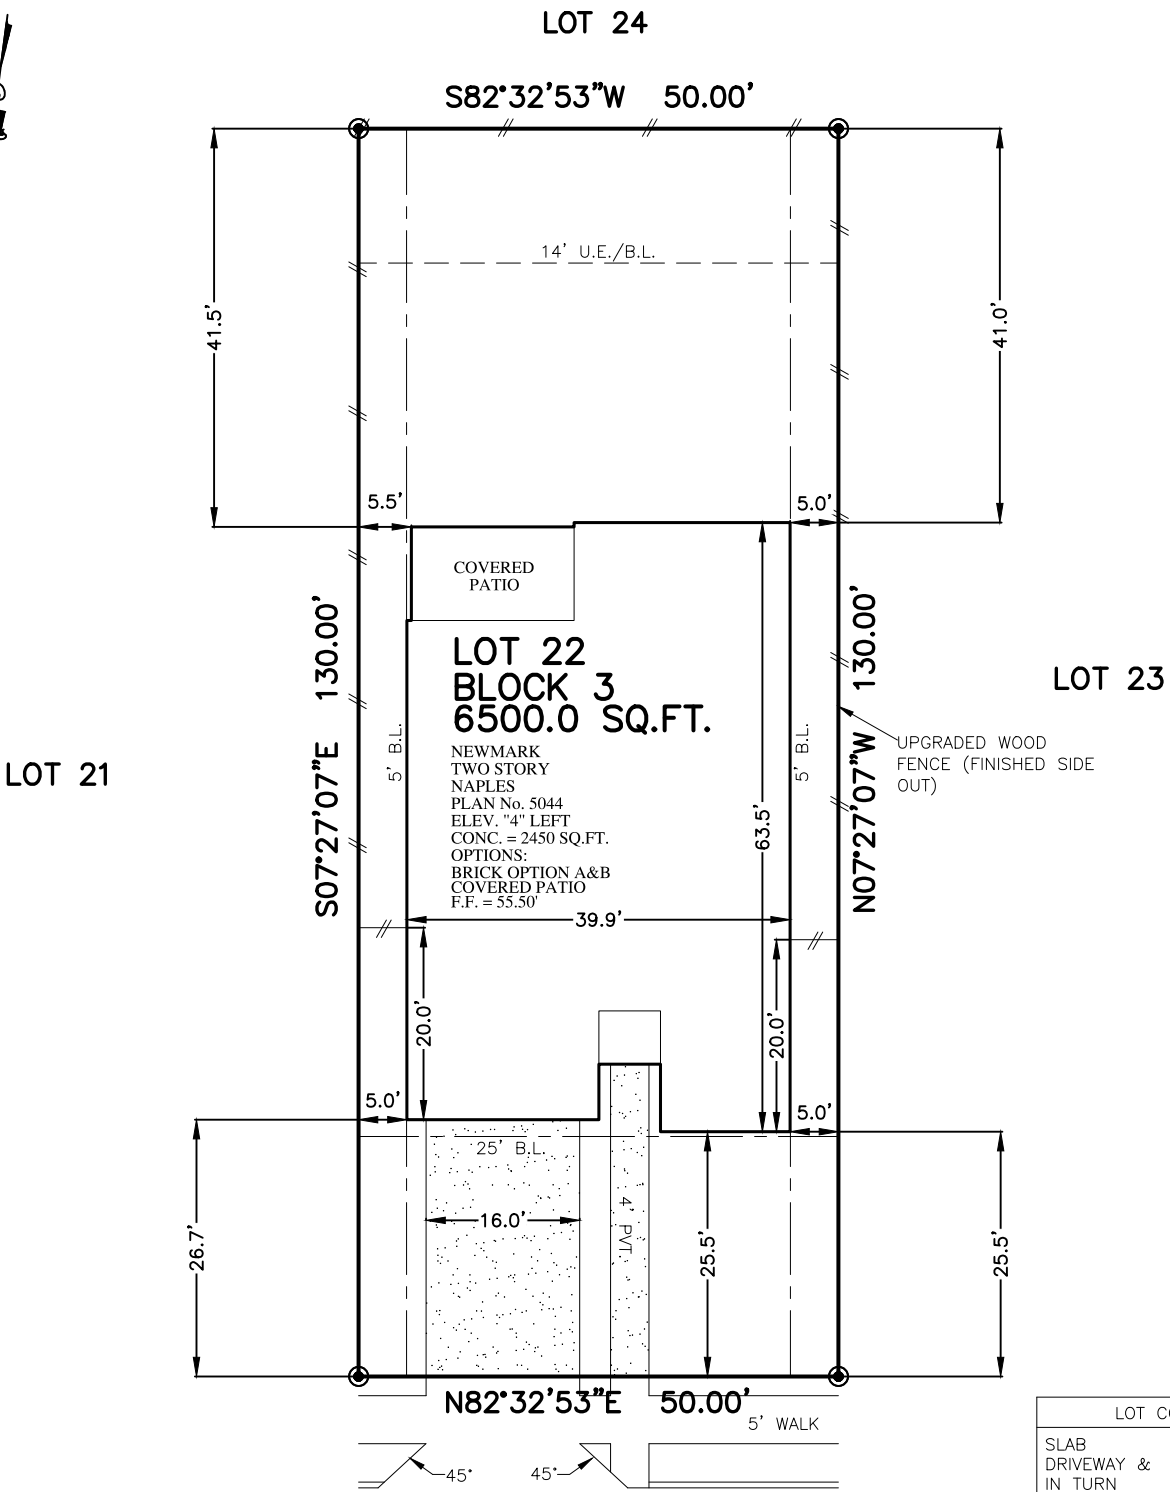 LOT 24
S82°32'53"W 50.00'
14' U.E./B.L.
41.5'
41.0'
5.5'
5.0'
COVERED
PATIO
S07°27'07"E 130.00'
N07°27'07"W 130.00'
LOT 22
BLOCK 3
6500.0 SQ.FT.
LOT 23
LOT 21
5' B.L.
5' B.L.
UPGRADED WOOD
FENCE (FINISHED SIDE
OUT)
NEWMARK
TWO STORY
NAPLES
PLAN No. 5044
ELEV. "4" LEFT
CONC. = 2450 SQ.FT.
OPTIONS:
BRICK OPTION A&B
COVERED PATIO
F.F. = 55.50'
63.5'
39.9'
20.0'
20.0'
5.0'
5.0'
25' B.L.
16.0'
4' PVT.
26.7'
25.5'
25.5'
N82°32'53"E 50.00'
5' WALK
45°
45°
LOT CO
SLAB
DRIVEWAY &
IN TURN